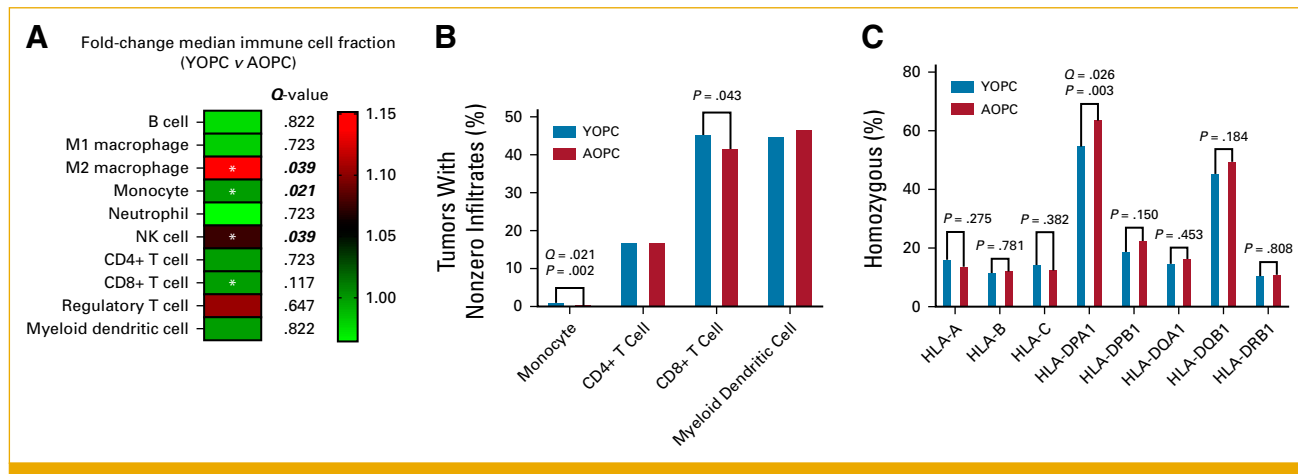 A
Fold-change median immune cell fraction
(YOPC v AOPC)
Q-value
B cell .822
M1 macrophage .723
M2 macrophage * .039
Monocyte * .021
Neutrophil .723
NK cell * .039
CD4+ T cell .723
CD8+ T cell * .117
Regulatory T cell .647
Myeloid dendritic cell .822
1.15
1.10
1.05
1.00
B
Tumors With
Nonzero Infiltrates (%)
50
40
30
20
10
0
YOPC
AOPC
Q = .021
P = .002
P = .043
Monocyte
CD4+ T Cell
CD8+ T Cell
Myeloid Dendritic Cell
C
Homozygous (%)
80
60
40
20
0
YOPC
AOPC
P = .275
P = .781
P = .382
Q = .026
P = .003
P = .150
P = .453
P = .184
P = .808
HLA-A
HLA-B
HLA-C
HLA-DPA1
HLA-DPB1
HLA-DQA1
HLA-DQB1
HLA-DRB1